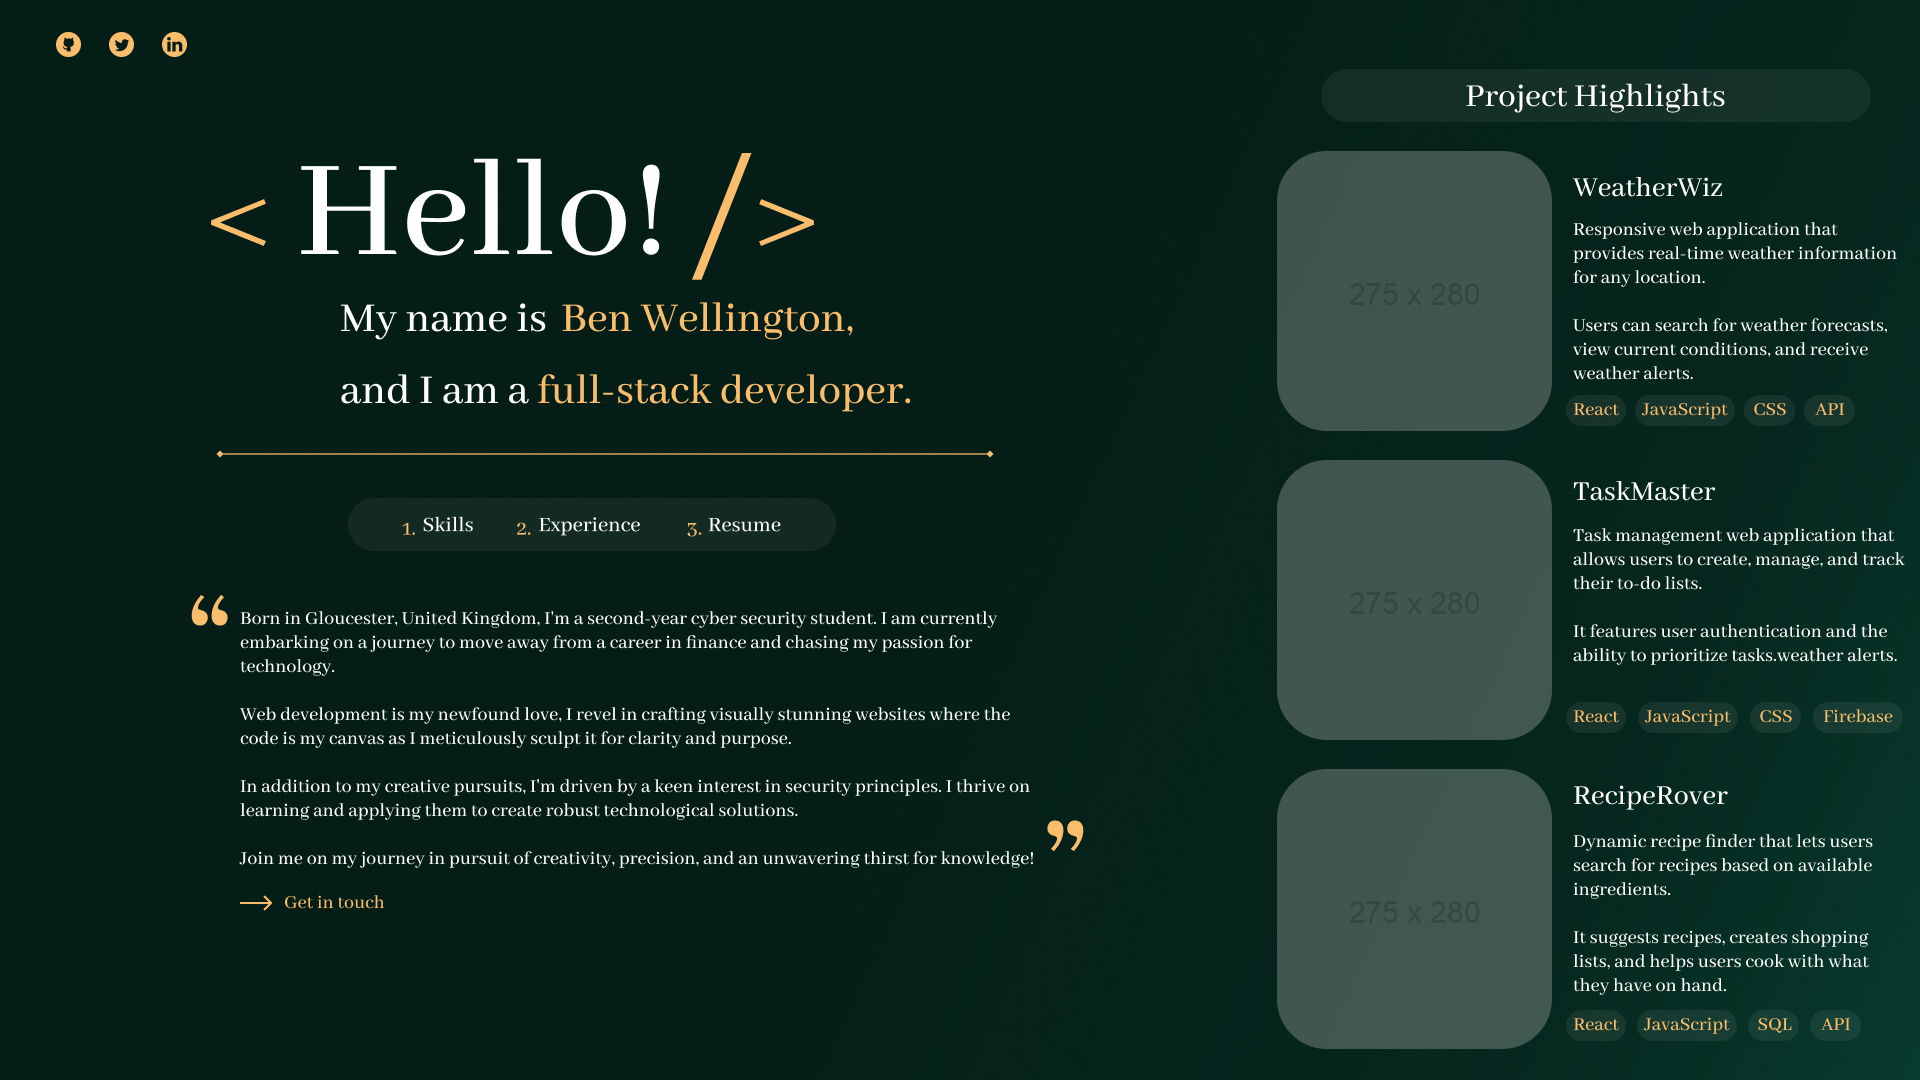 < Hello! />
My name is Ben Wellington,
and I am a full-stack developer.
1. Skills 2. Experience 3. Resume
“
Born in Gloucester, United Kingdom, I'm a second-year cyber security student. I am currently
embarking on a journey to move away from a career in finance and chasing my passion for
technology.
Web development is my newfound love, I revel in crafting visually stunning websites where the
code is my canvas as I meticulously sculpt it for clarity and purpose.
In addition to my creative pursuits, I'm driven by a keen interest in security principles. I thrive on
learning and applying them to create robust technological solutions.
Join me on my journey in pursuit of creativity, precision, and an unwavering thirst for knowledge!
”
Get in touch
Project Highlights
275 x 280
WeatherWiz
Responsive web application that
provides real-time weather information
for any location.
Users can search for weather forecasts,
view current conditions, and receive
weather alerts.
React JavaScript CSS API
275 x 280
TaskMaster
Task management web application that
allows users to create, manage, and track
their to-do lists.
It features user authentication and the
ability to prioritize tasks.weather alerts.
React JavaScript CSS Firebase
275 x 280
RecipeRover
Dynamic recipe finder that lets users
search for recipes based on available
ingredients.
It suggests recipes, creates shopping
lists, and helps users cook with what
they have on hand.
React JavaScript SQL API